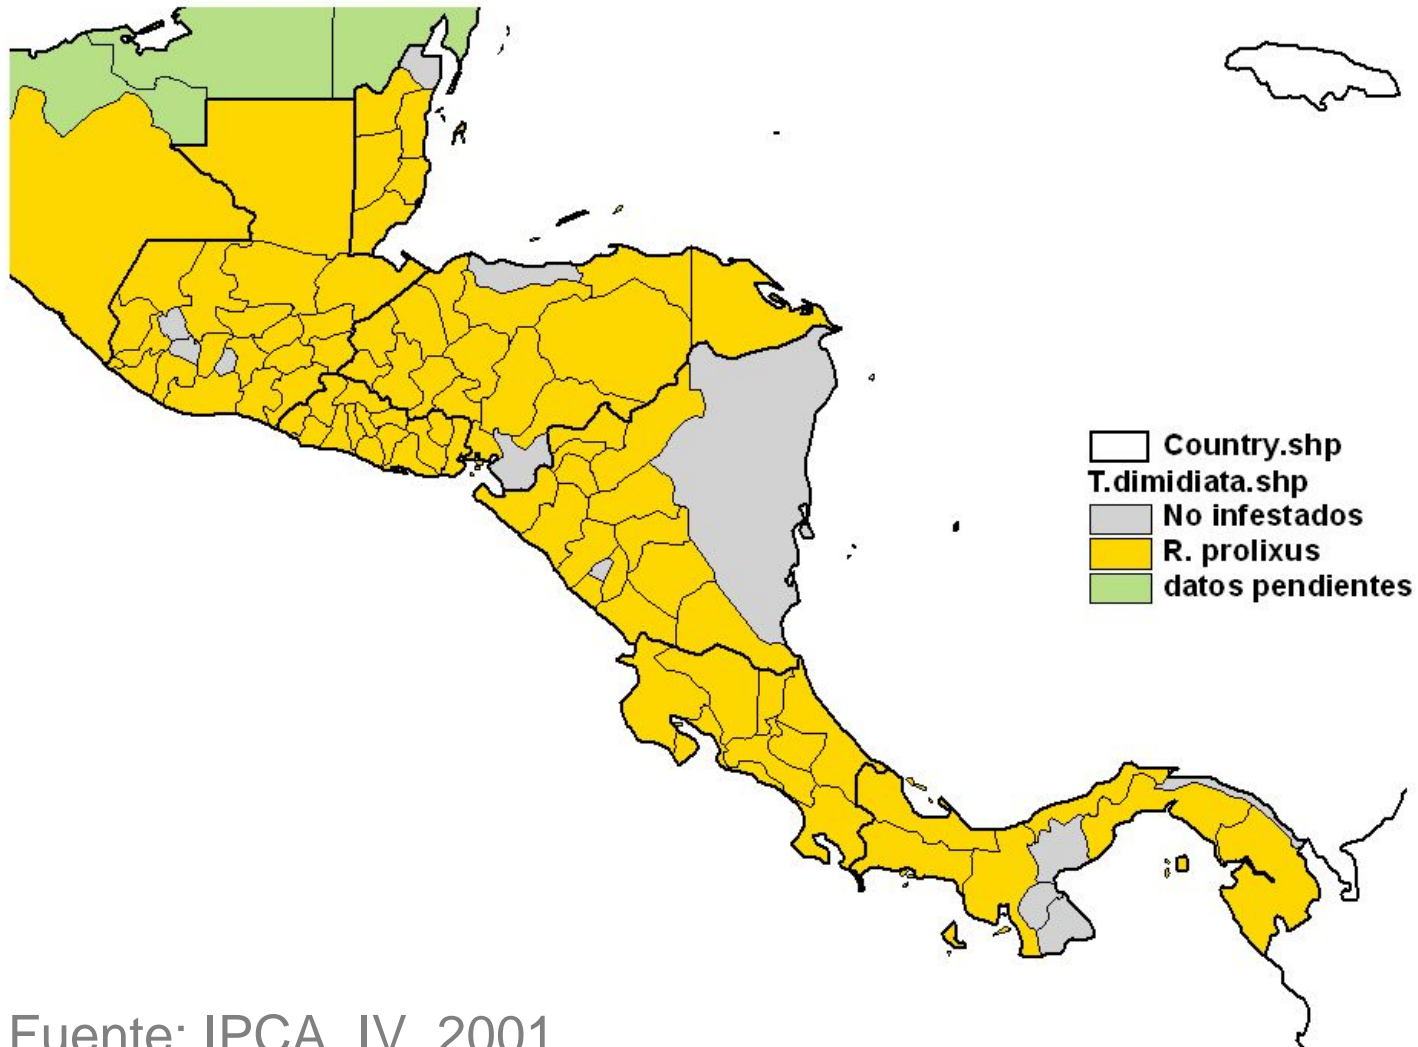 Country.shp
T.dimidiata.shp
No infestados
R. prolixus
datos pendientes
Fuente: IPCA, IV, 2001